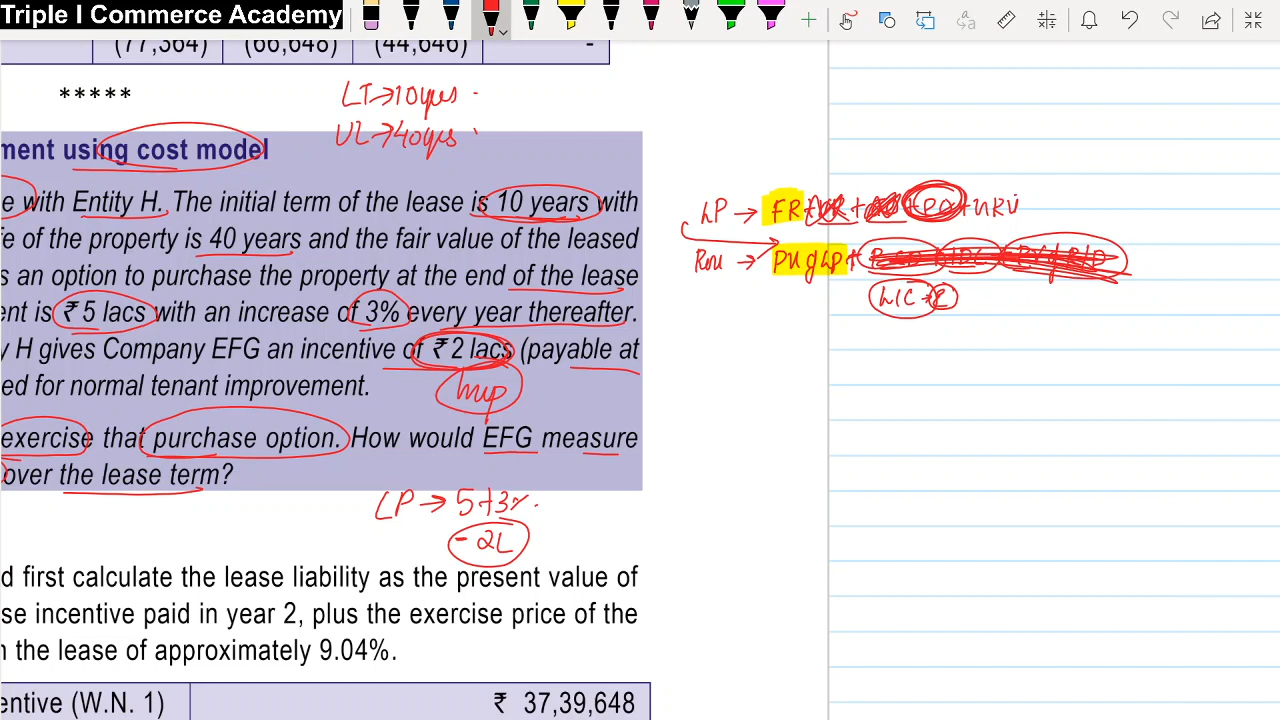 Triple I Commerce Academy
(77,364) (66,648) (44,646) -
*****
LT→10yrs
UL→40yrs
ment using cost model
e with Entity H. The initial term of the lease is 10 years with
fe of the property is 40 years and the fair value of the leased
s an option to purchase the property at the end of the lease
ent is ₹ 5 lacs with an increase of 3% every year thereafter.
y H gives Company EFG an incentive of ₹ 2 lacs (payable at
ed for normal tenant improvement.
Imp
exercise that purchase option. How would EFG measure
over the lease term?
LP → 5+3%
- 2L
LP → FR + VR + + PO +
ROU → PV of LP +
LIC →
d first calculate the lease liability as the present value of
se incentive paid in year 2, plus the exercise price of the
n the lease of approximately 9.04%.
entive (W.N. 1) ₹ 37,39,648